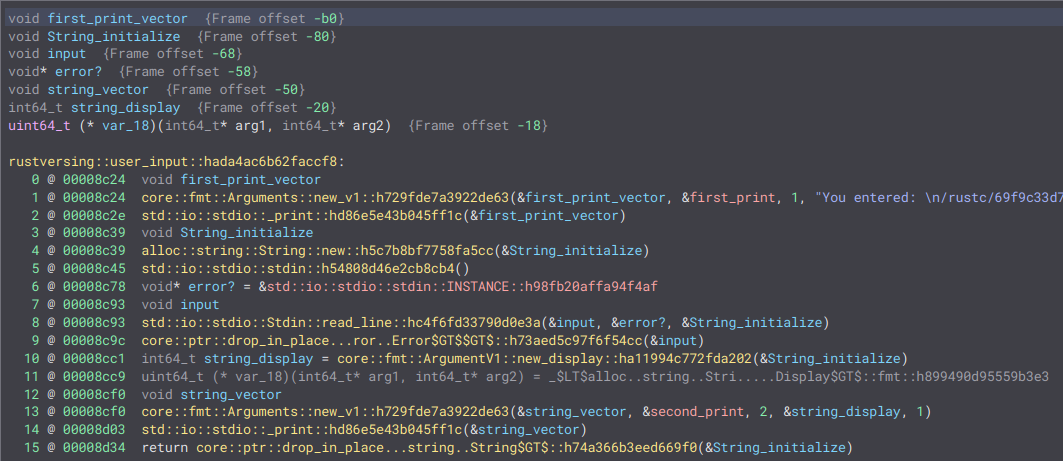 void first_print_vector {Frame offset -b0}
void String_initialize {Frame offset -80}
void input {Frame offset -68}
void* error? {Frame offset -58}
void string_vector {Frame offset -50}
int64_t string_display {Frame offset -20}
uint64_t (* var_18)(int64_t* arg1, int64_t* arg2) {Frame offset -18}
rustversing::user_input::hada4ac6b62faccf8:
0 @ 00008c24 void first_print_vector
1 @ 00008c24 core::fmt::Arguments::new_v1::h729fde7a3922de63(&first_print_vector, &first_print, 1, "You entered: \n/rustc/69f9c33d7
2 @ 00008c2e std::io::stdio::_print::hd86e5e43b045ff1c(&first_print_vector)
3 @ 00008c39 void String_initialize
4 @ 00008c39 alloc::string::String::new::h5c7b8bf7758fa5cc(&String_initialize)
5 @ 00008c45 std::io::stdio::stdin::h54808d46e2cb8cb4()
6 @ 00008c78 void* error? = &std::io::stdio::stdin::INSTANCE::h98fb20affa94f4af
7 @ 00008c93 void input
8 @ 00008c93 std::io::stdio::Stdin::read_line::hc4f6fd33790d0e3a(&input, &error?, &String_initialize)
9 @ 00008c9c core::ptr::drop_in_place...ror..Error$GT$$GT$::h73aed5c97f6f54cc(&input)
10 @ 00008cc1 int64_t string_display = core::fmt::ArgumentV1::new_display::ha11994c772fda202(&String_initialize)
11 @ 00008cc9 uint64_t (* var_18)(int64_t* arg1, int64_t* arg2) = _$LT$alloc..string..Stri.....Display$GT$::fmt::h899490d95559b3e3
12 @ 00008cf0 void string_vector
13 @ 00008cf0 core::fmt::Arguments::new_v1::h729fde7a3922de63(&string_vector, &second_print, 2, &string_display, 1)
14 @ 00008d03 std::io::stdio::_print::hd86e5e43b045ff1c(&string_vector)
15 @ 00008d34 return core::ptr::drop_in_place...string..String$GT$::h74a366b3eed669f0(&String_initialize)